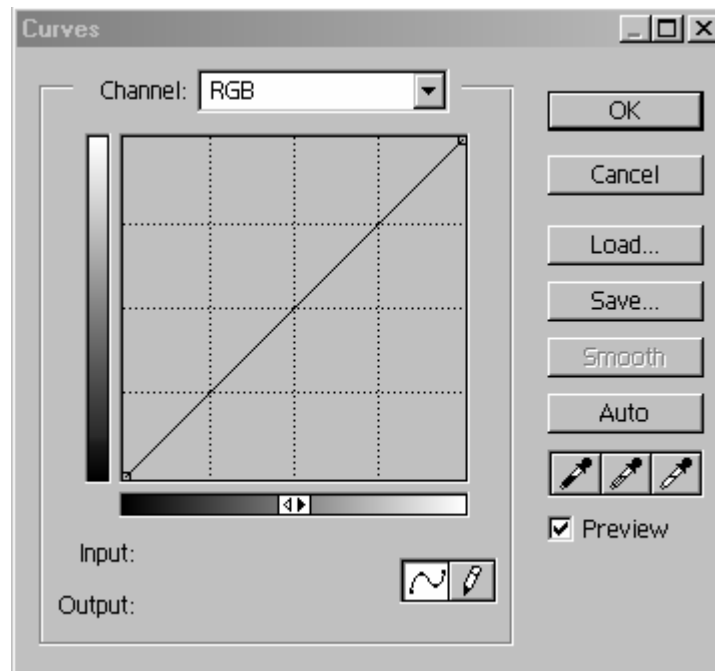 Curves
Channel: RGB
OK
Cancel
Load...
Save...
Smooth
Auto
Preview
Input:
Output: